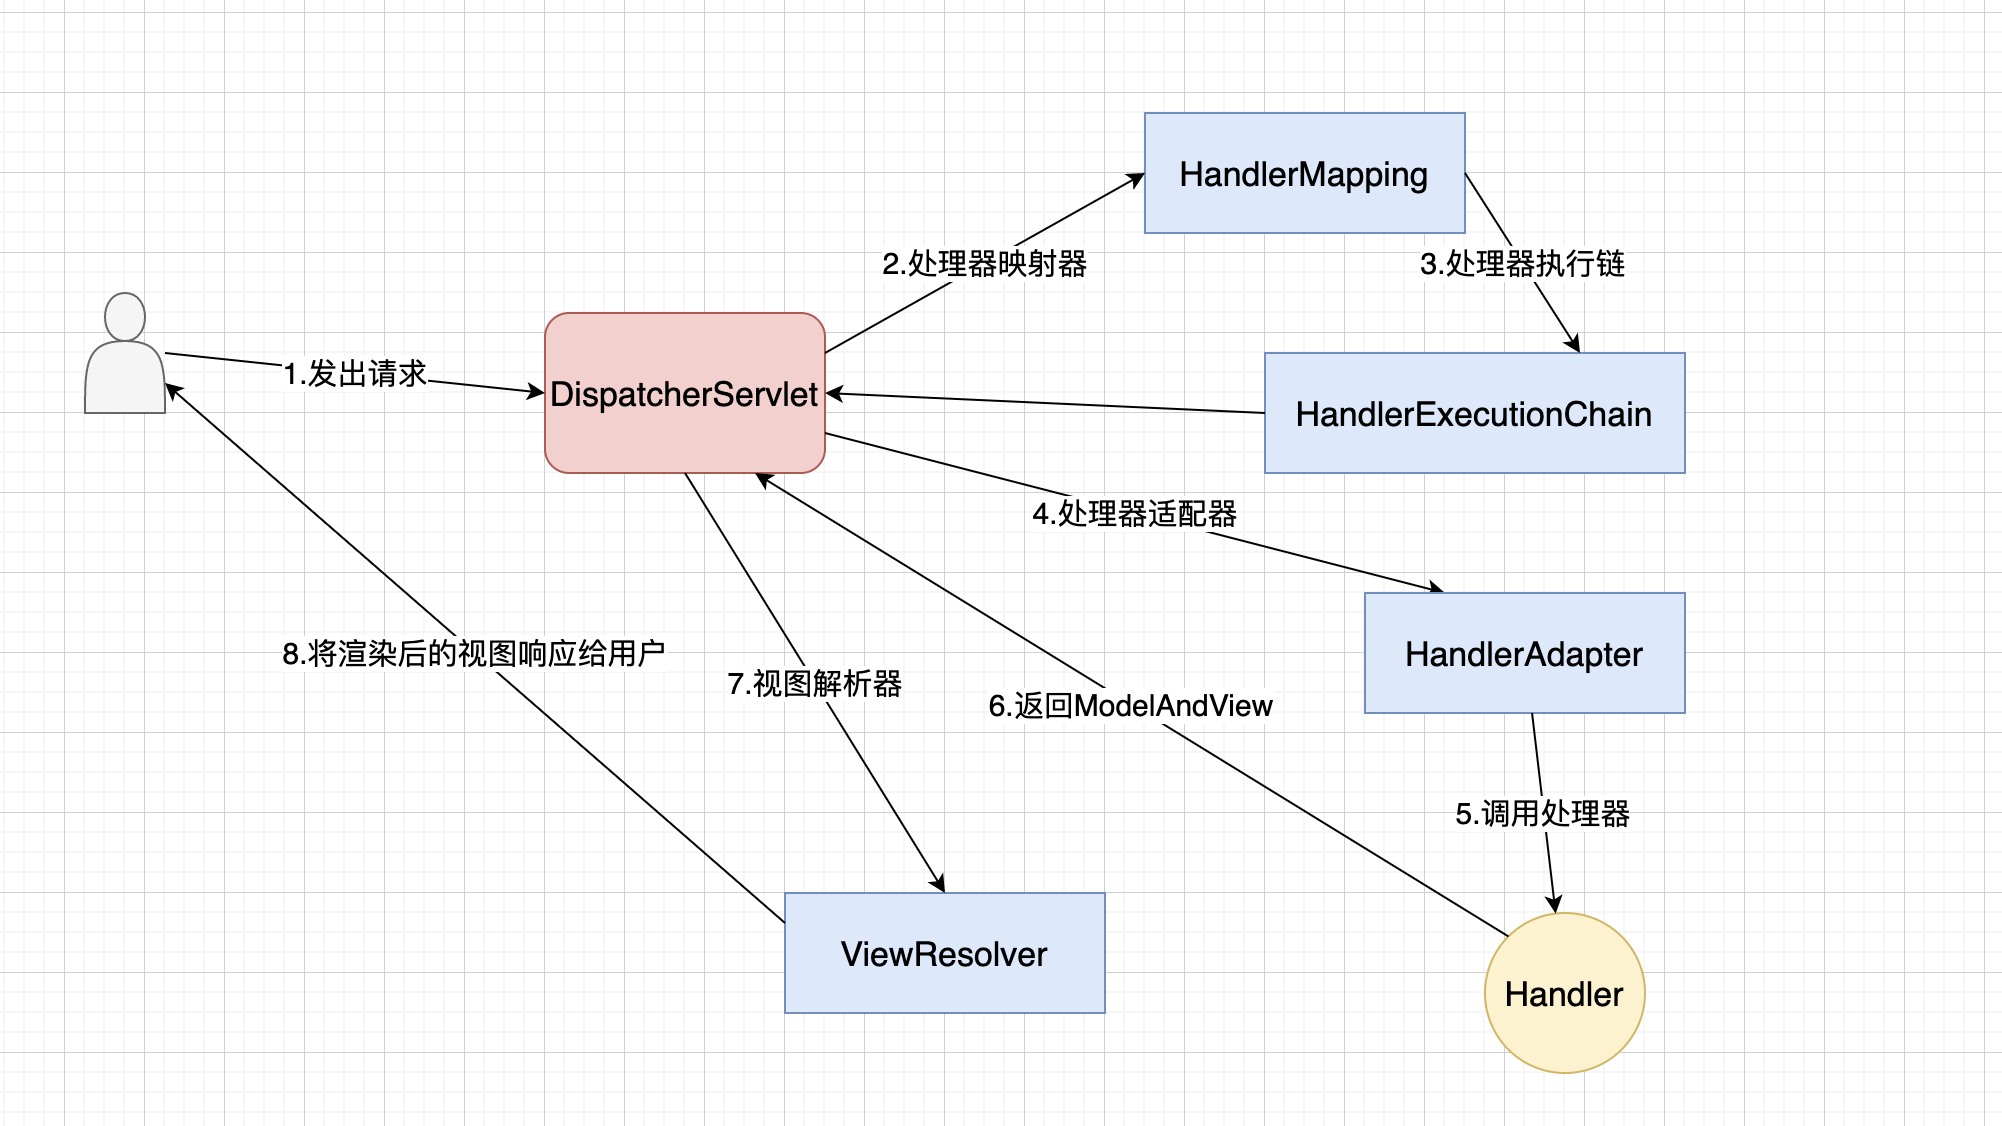 HandlerMapping
2.处理器映射器
3.处理器执行链
1.发出请求
DispatcherServlet
HandlerExecutionChain
4.处理器适配器
HandlerAdapter
8.将渲染后的视图响应给用户
7.视图解析器
6.返回ModelAndView
5.调用处理器
ViewResolver
Handler